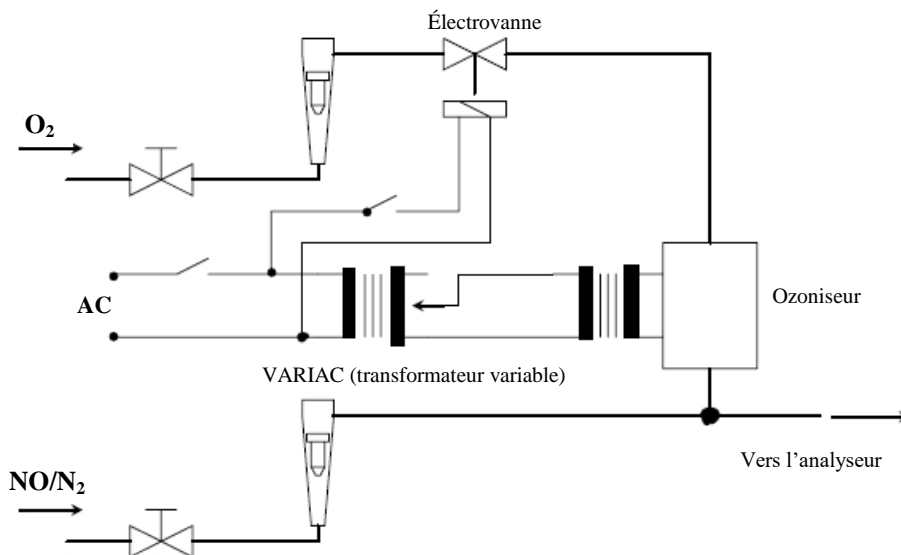 Électrovanne
O₂
AC
Ozoniseur
VARIAC (transformateur variable)
NO/N₂
Vers l’analyseur